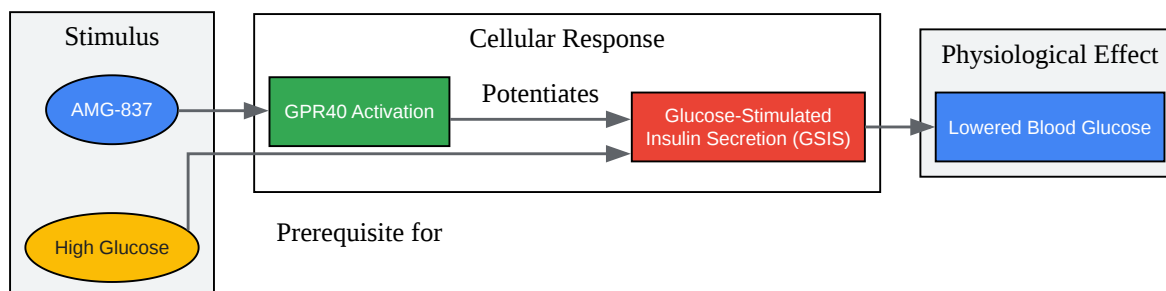 Stimulus
AMG-837
High Glucose
Cellular Response
GPR40 Activation
Potentiates
Glucose-Stimulated
Insulin Secretion (GSIS)
Prerequisite for
Physiological Effect
Lowered Blood Glucose